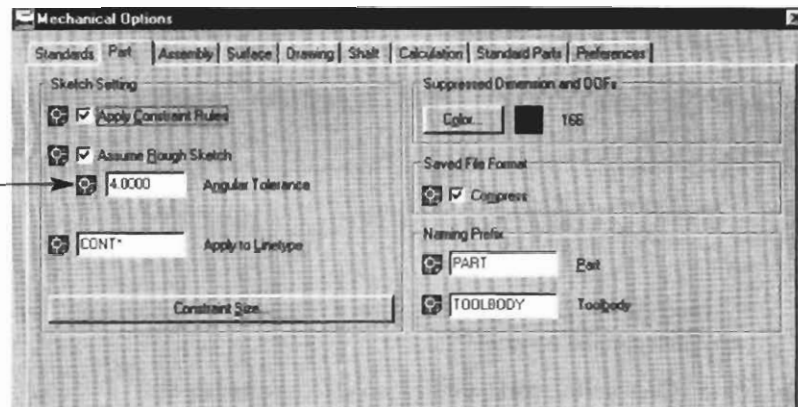 Mechanical Options
Standards Part Assembly Surface Drawing Shaft Calculation Standard Parts Preferences
Sketch Setting
Apply Constraint Rules
Assume Rough Sketch
4.0000 Angular Tolerance
CONT* Apply to Linetype
Constraint Size...
Suppressed Dimension and DOFs
Color... 166
Saved File Format
Compress
Naming Prefix
PART Part
TOOLBODY Toolbody